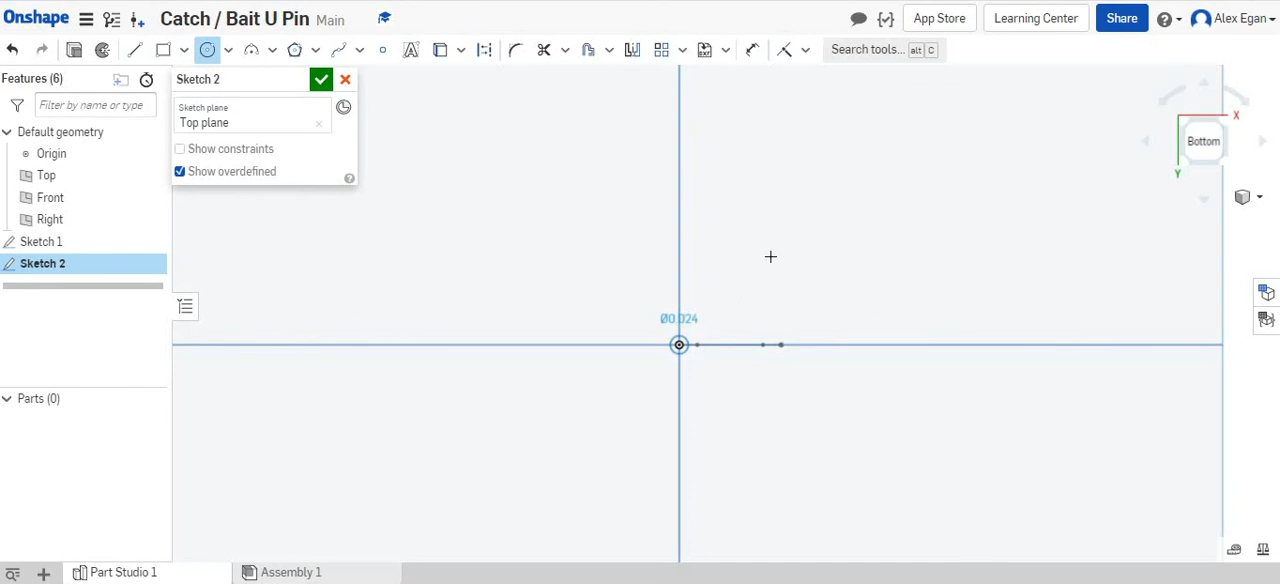 Onshape Catch / Bait U Pin Main App Store Learning Center Share Alex Egan
Search tools... alt C
Features (6)
Filter by name or type
Default geometry
Origin
Top
Front
Right
Sketch 1
Sketch 2
Parts (0)
Sketch 2
Sketch plane
Top plane
Show constraints
Show overdefined
Ø0.024
Bottom
X
Y
Part Studio 1
Assembly 1